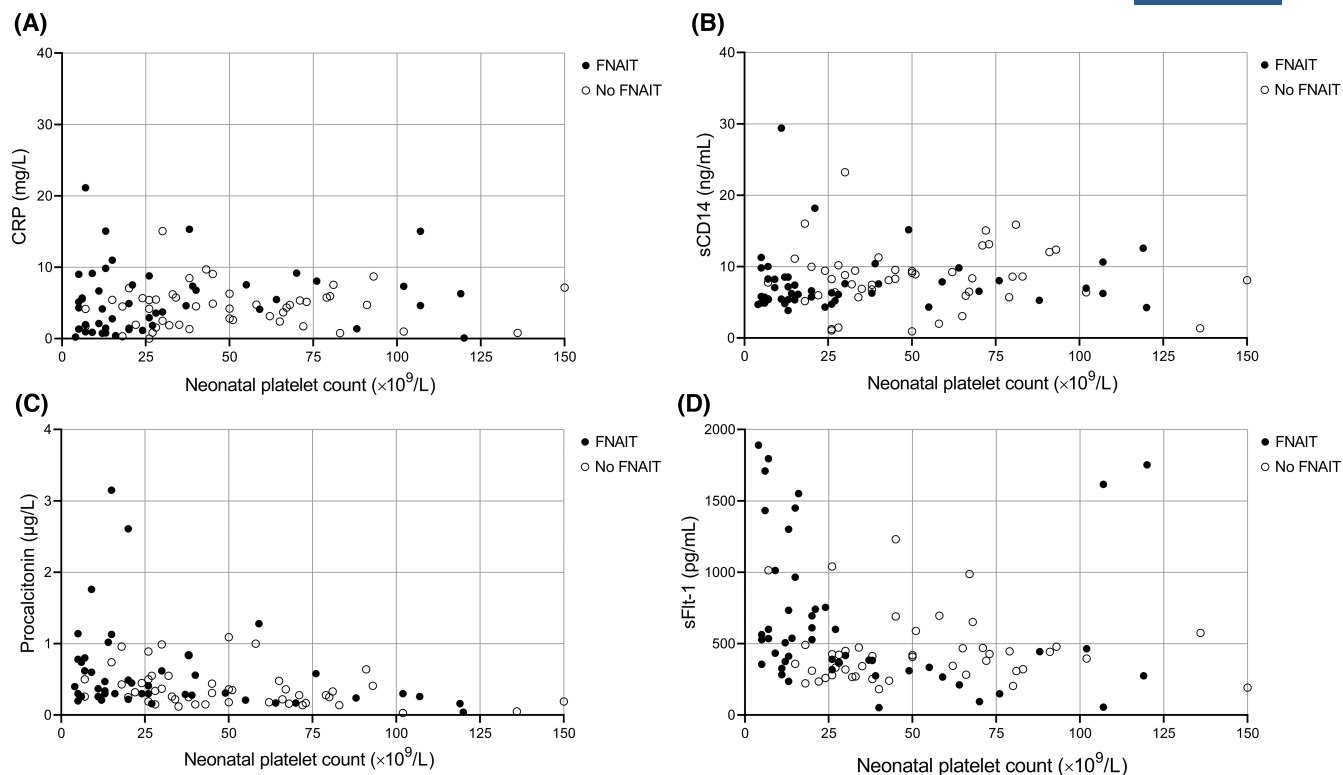 (A)
40
30
20
10
0
CRP (mg/L)
0 25 50 75 100 125 150
Neonatal platelet count (×10⁹/L)
FNAIT
No FNAIT
(B)
40
30
20
10
0
sCD14 (ng/mL)
0 25 50 75 100 125 150
Neonatal platelet count (×10⁹/L)
FNAIT
No FNAIT
(C)
4
3
2
1
0
Procalcitonin (µg/L)
0 25 50 75 100 125 150
Neonatal platelet count (×10⁹/L)
FNAIT
No FNAIT
(D)
2000
1500
1000
500
0
sFlt-1 (pg/mL)
0 25 50 75 100 125 150
Neonatal platelet count (×10⁹/L)
FNAIT
No FNAIT